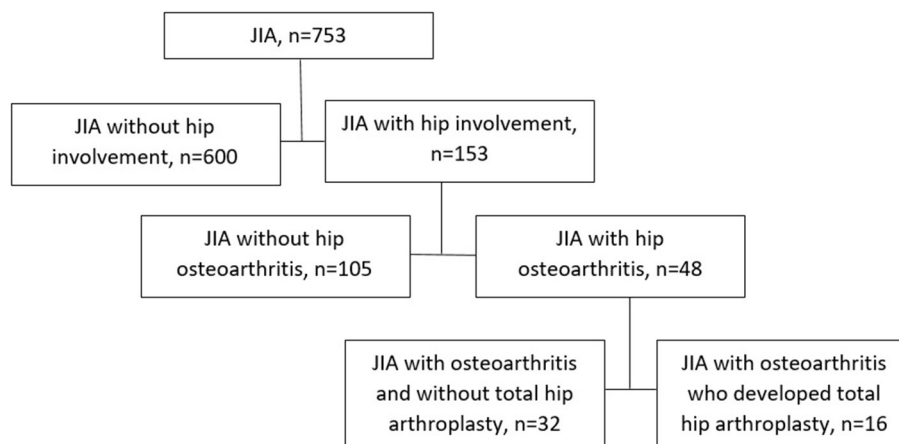 JIA, n=753
JIA without hip
involvement, n=600
JIA with hip involvement,
n=153
JIA without hip
osteoarthritis, n=105
JIA with hip
osteoarthritis, n=48
JIA with osteoarthritis
and without total hip
arthroplasty, n=32
JIA with osteoarthritis
who developed total
hip arthroplasty, n=16